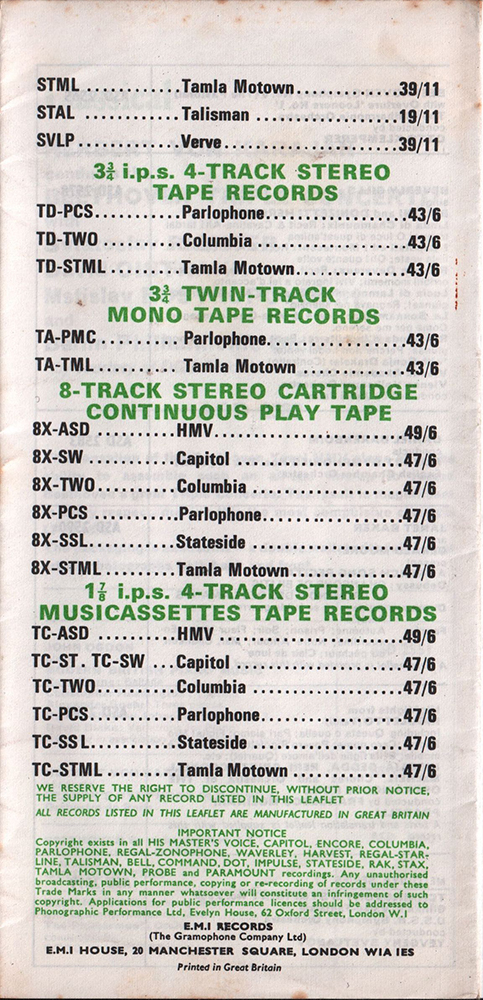 STML ............Tamla Motown............39/11
STAL ............Talisman ..................19/11
SVLP.............Verve.......................39/11
3¾ i.p.s. 4-TRACK STEREO
TAPE RECORDS
TD-PCS...........Parlophone.................43/6
TD-TWO ..........Columbia ..................43/6
TD-STML..........Tamla Motown..............43/6
3¾ TWIN-TRACK
MONO TAPE RECORDS
TA-PMC.......... Parlophone.................43/6
TA-TML.......... Tamla Motown .............43/6
8-TRACK STEREO CARTRIDGE
CONTINUOUS PLAY TAPE
8X-ASD ..........HMV........................49/6
8X-SW ...........Capitol ....................47/6
8X-TWO..........Columbia ..................47/6
8X-PCS ..........Parlophone.................47/6
8X-SSL...........Stateside ..................47/6
8X-STML.........Tamla Motown..............47/6
1⅞ i.p.s. 4-TRACK STEREO
MUSICASSETTES TAPE RECORDS
TC-ASD ..........HMV .......................49/6
TC-ST. TC-SW ...Capitol ....................47/6
TC-TWO..........Columbia ..................47/6
TC-PCS...........Parlophone.................47/6
TC-SSL...........Stateside ..................47/6
TC-STML.........Tamla Motown .............47/6
WE RESERVE THE RIGHT TO DISCONTINUE, WITHOUT PRIOR NOTICE,
THE SUPPLY OF ANY RECORD LISTED IN THIS LEAFLET
ALL RECORDS LISTED IN THIS LEAFLET ARE MANUFACTURED IN GREAT BRITAIN
IMPORTANT NOTICE
Copyright exists in all HIS MASTER'S VOICE, CAPITOL, ENCORE, COLUMBIA,
PARLOPHONE, REGAL-ZONOPHONE, WAVERLEY, HARVEST, REGAL-STAR-
LINE, TALISMAN, BELL, COMMAND, DOT, IMPULSE, STATESIDE, RAK, STAX,
TAMLA MOTOWN, PROBE and PARAMOUNT recordings. Any unauthorised
broadcasting, public performance, copying or re-recording of records under these
Trade Marks in any manner whatsoever will constitute an infringement of such
copyright. Applications for public performance licences should be addressed to
Phonographic Performance Ltd, Evelyn House, 62 Oxford Street, London W.I
E.M.I RECORDS
(The Gramophone Company Ltd)
E.M.I HOUSE, 20 MANCHESTER SQUARE, LONDON WIA IES
Printed in Great Britain